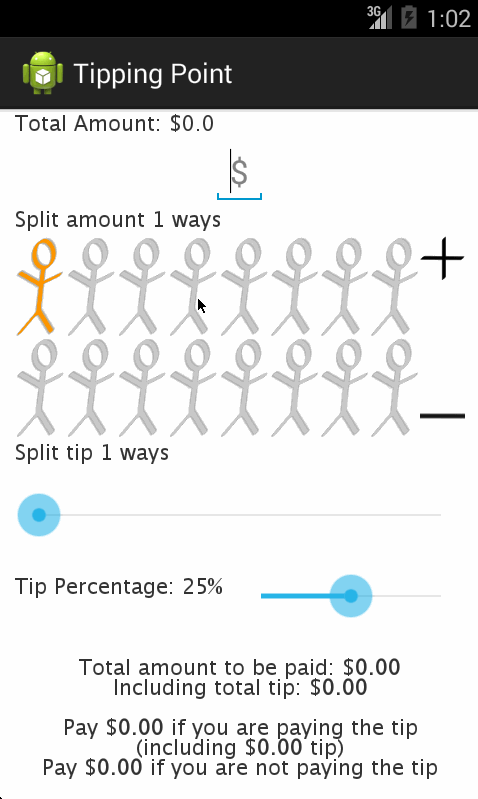 3G 1:02
Tipping Point
Total Amount: $0.0
$
Split amount 1 ways
+
−
Split tip 1 ways
Tip Percentage: 25%
Total amount to be paid: $0.00
Including total tip: $0.00
Pay $0.00 if you are paying the tip
(including $0.00 tip)
Pay $0.00 if you are not paying the tip